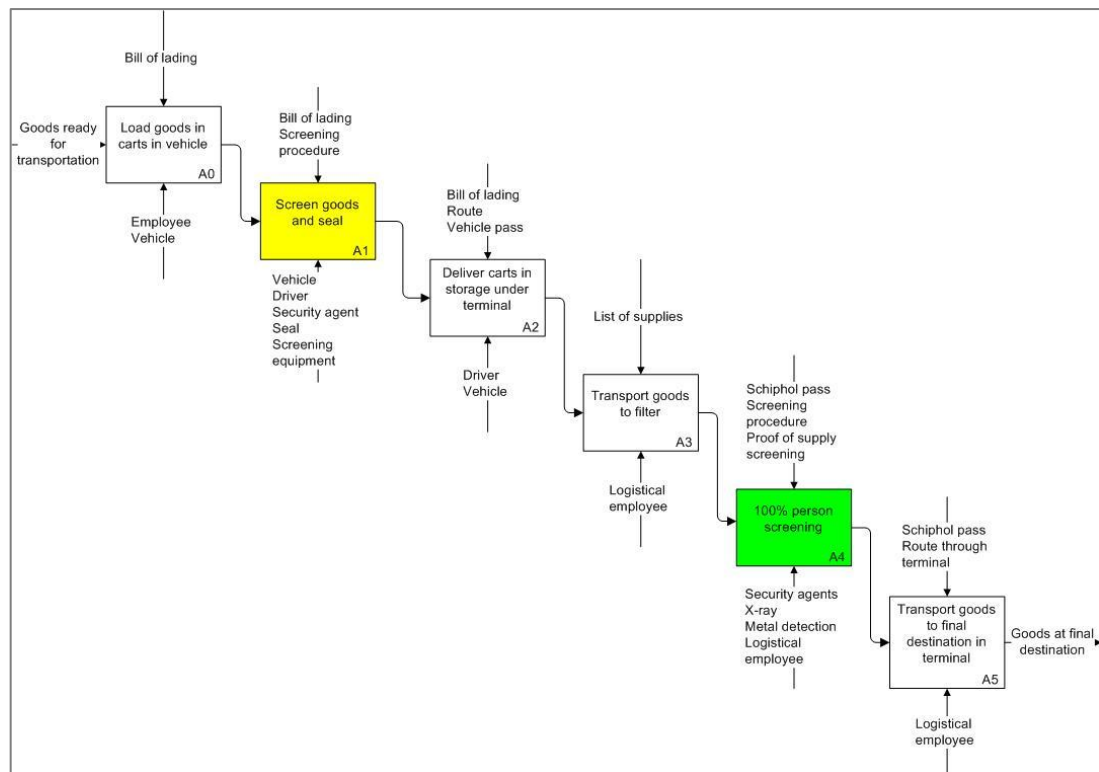 Bill of lading
Goods ready
for
transportation
Load goods in
carts in vehicle
A0
Employee
Vehicle
Bill of lading
Screening
procedure
Screen goods
and seal
A1
Vehicle
Driver
Security agent
Seal
Screening
equipment
Bill of lading
Route
Vehicle pass
Deliver carts in
storage under
terminal
A2
Driver
Vehicle
List of supplies
Transport goods
to filter
A3
Logistical
employee
Schiphol pass
Screening
procedure
Proof of supply
screening
100% person
screening
A4
Security agents
X-ray
Metal detection
Logistical
employee
Schiphol pass
Route through
terminal
Transport goods
to final
destination in
terminal
A5
Goods at final
destination
Logistical
employee